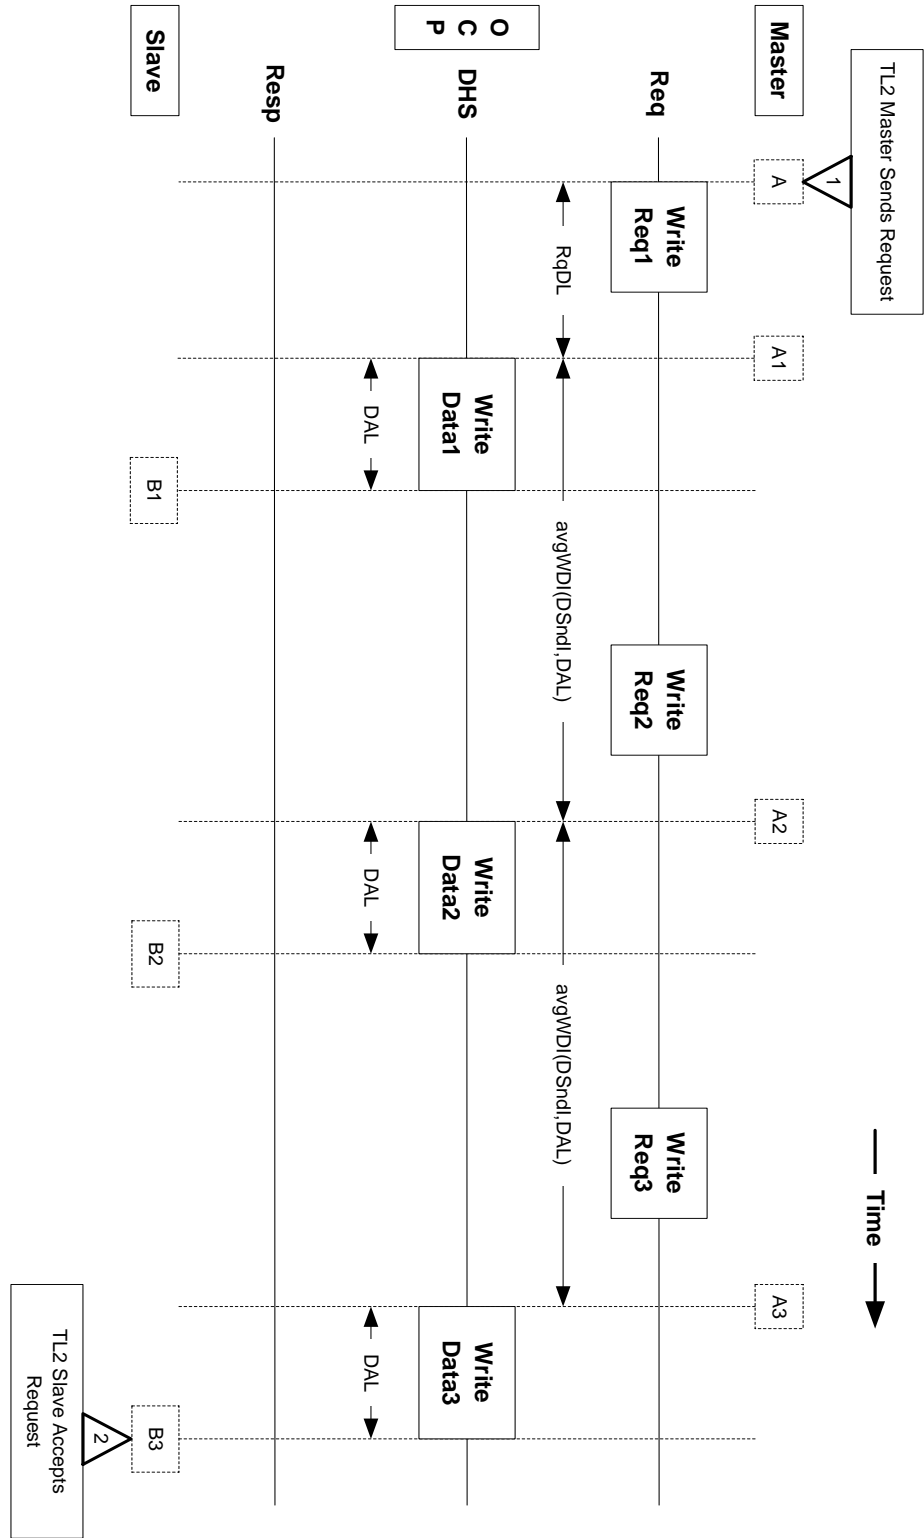 TL2 Master Sends Request
Time
1
Master
A
A1
A2
A3
Req
Write
Req1
Write
Req2
Write
Req3
RqDL
avgWDI(DSndI,DAL)
avgWDI(DSndI,DAL)
O
C
P
DHS
Write
Data1
Write
Data2
Write
Data3
DAL
DAL
DAL
Resp
Slave
B1
B2
B3
2
TL2 Slave Accepts
Request